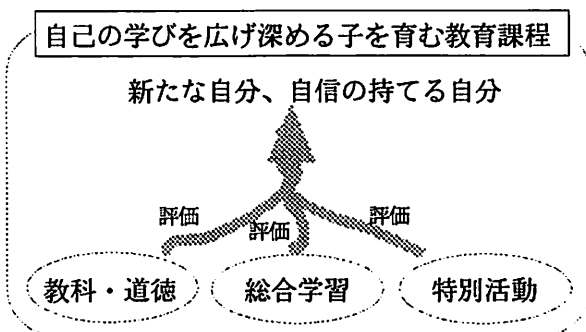 自己の学びを広げ深める子を育む教育課程
新たな自分、自信の持てる自分
評価
評価
評価
教科・道徳
総合学習
特別活動